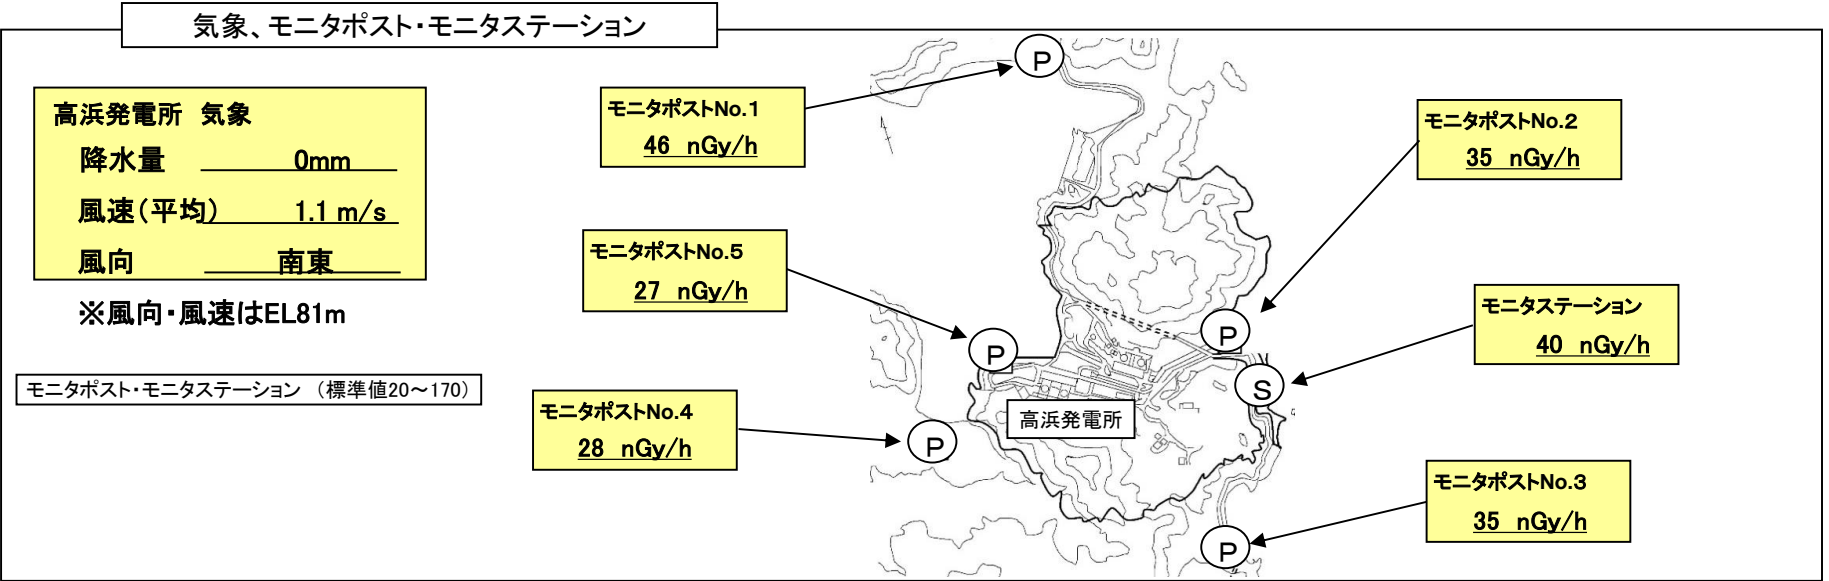 気象、モニタポスト・モニタステーション
高浜発電所 気象
降水量 0mm
風速(平均) 1.1 m/s
風向 南東
※風向・風速はEL81m
モニタポスト・モニタステーション (標準値20~170)
モニタポストNo.1
46 nGy/h
モニタポストNo.2
35 nGy/h
モニタポストNo.5
27 nGy/h
モニタステーション
40 nGy/h
モニタポストNo.4
28 nGy/h
モニタポストNo.3
35 nGy/h
高浜発電所
P
P
P
S
P
P